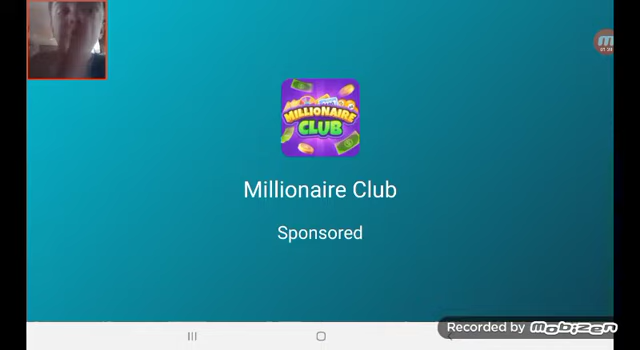 MILLIONAIRE
CLUB
Millionaire Club
Sponsored
Recorded by MOBIZEN